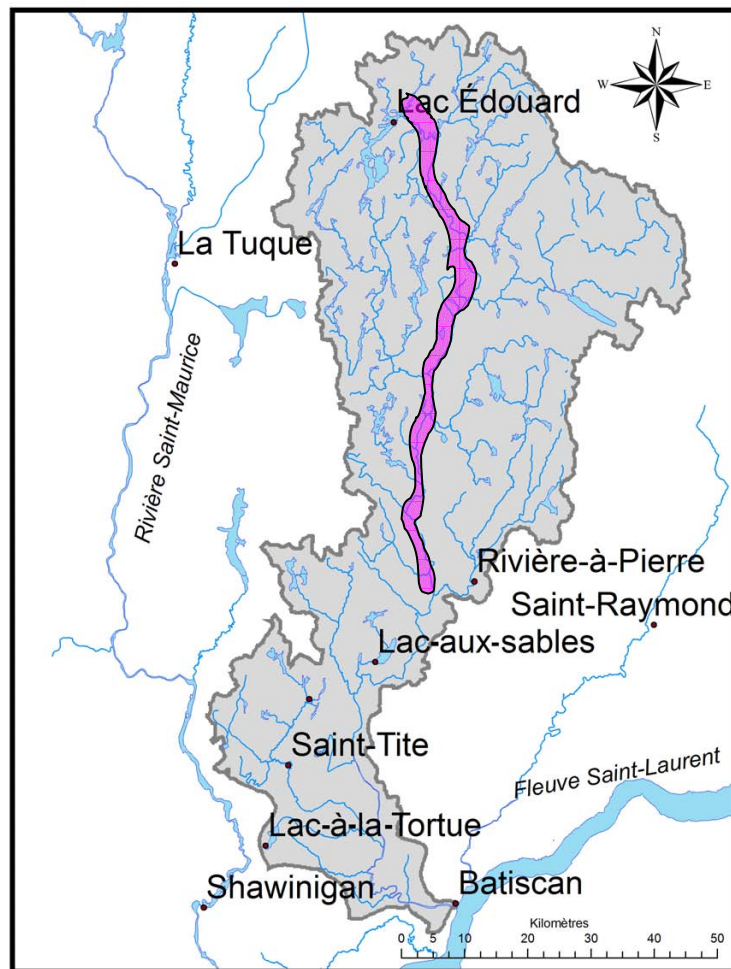 N
W E
S
Lac Édouard
La Tuque
Rivière Saint-Maurice
Rivière-à-Pierre
Saint-Raymond
Lac-aux-sables
Saint-Tite
Fleuve Saint-Laurent
Lac-à-la-Tortue
Shawinigan
Batiscan
Kilomètres
0 5 10 20 30 40 50